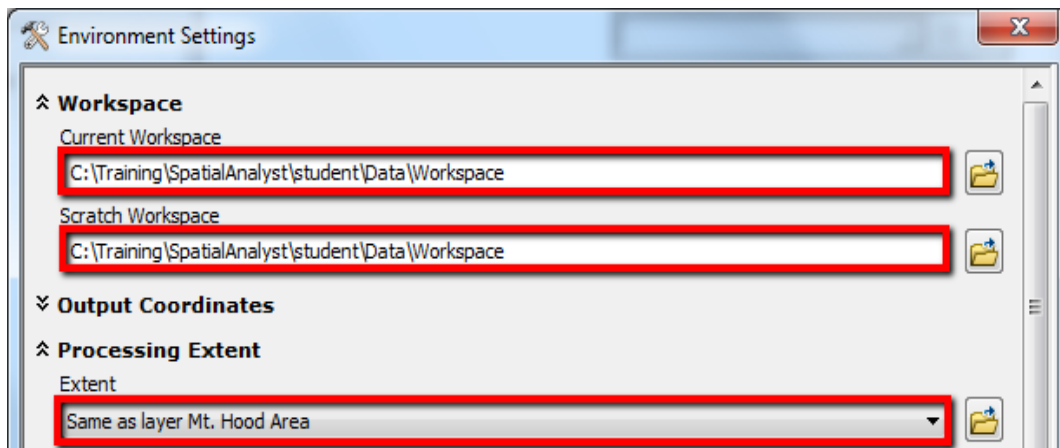 Environment Settings
Workspace
Current Workspace
C:\Training\SpatialAnalyst\student\Data\Workspace
Scratch Workspace
C:\Training\SpatialAnalyst\student\Data\Workspace
Output Coordinates
Processing Extent
Extent
Same as layer Mt. Hood Area